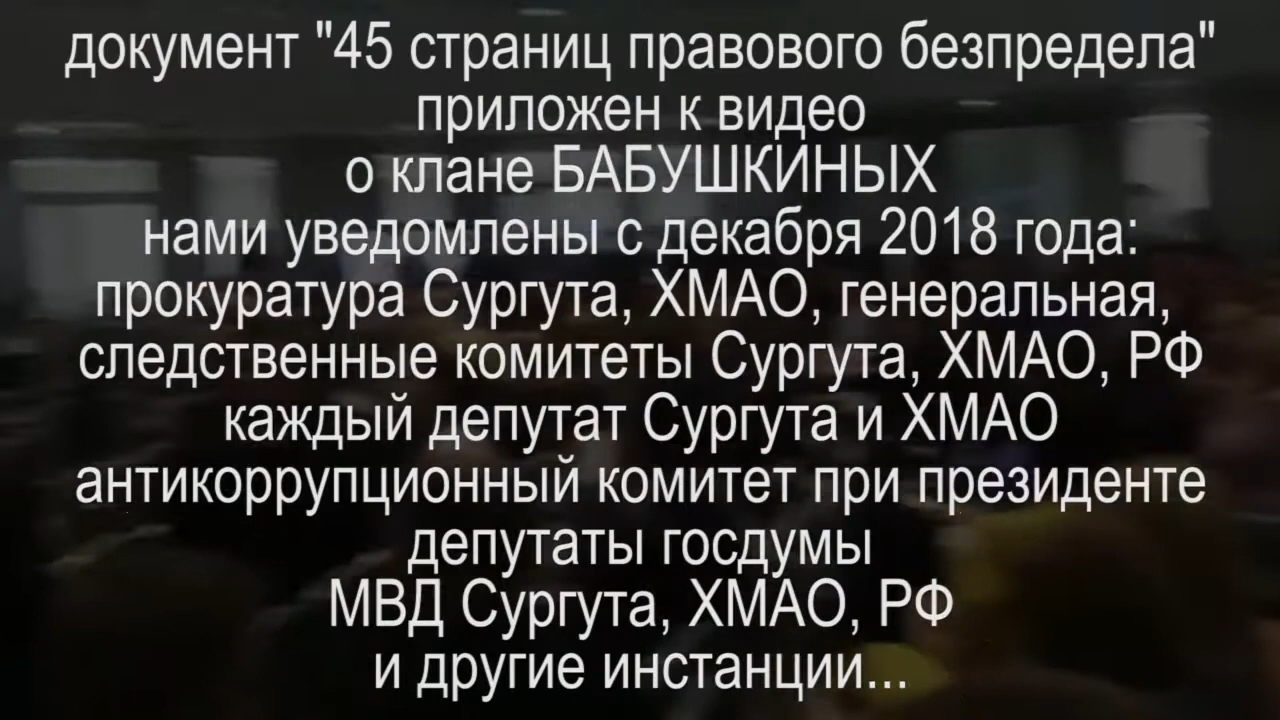 документ "45 страниц правового безпредела"
приложен к видео
о клане БАБУШКИНЫХ
нами уведомлены с декабря 2018 года:
прокуратура Сургута, ХМАО, генеральная,
следственные комитеты Сургута, ХМАО, РФ
каждый депутат Сургута и ХМАО
антикоррупционный комитет при президенте
депутаты госдумы
МВД Сургута, ХМАО, РФ
и другие инстанции...